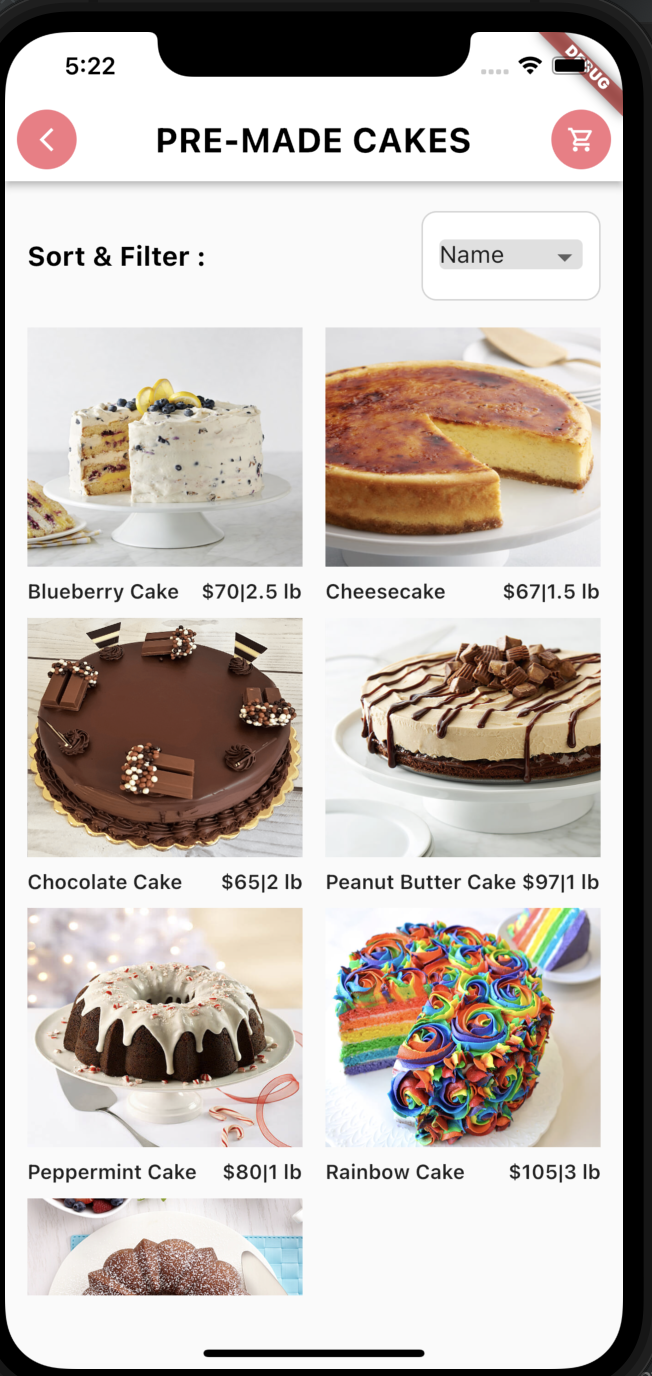 5:22
DEBUG
PRE-MADE CAKES
Sort & Filter :
Name
Blueberry Cake $70|2.5 lb
Cheesecake $67|1.5 lb
Chocolate Cake $65|2 lb
Peanut Butter Cake $97|1 lb
Peppermint Cake $80|1 lb
Rainbow Cake $105|3 lb